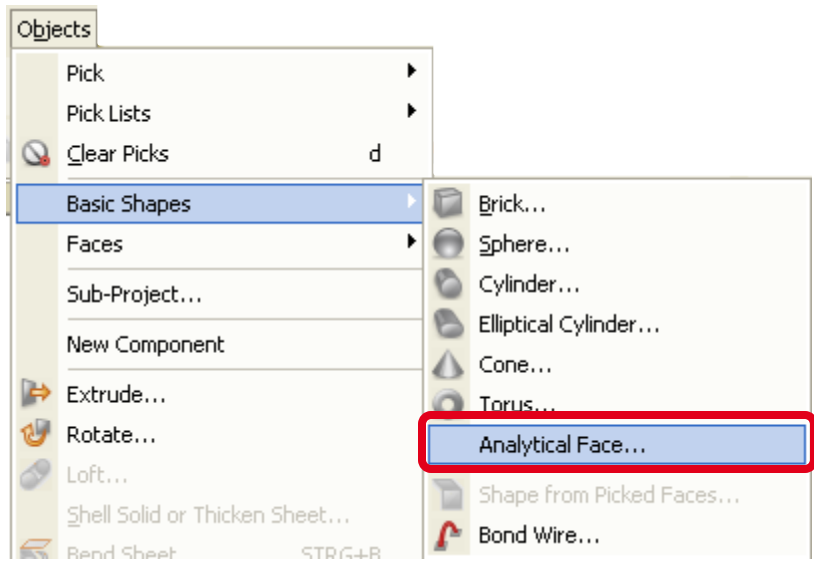 Objects
Pick
Pick Lists
Clear Picks d
Basic Shapes
Faces
Sub-Project...
New Component
Extrude...
Rotate...
Loft...
Shell Solid or Thicken Sheet...
Bend Sheet STRG+B
Brick...
Sphere...
Cylinder...
Elliptical Cylinder...
Cone...
Torus...
Analytical Face...
Shape from Picked Faces...
Bond Wire...